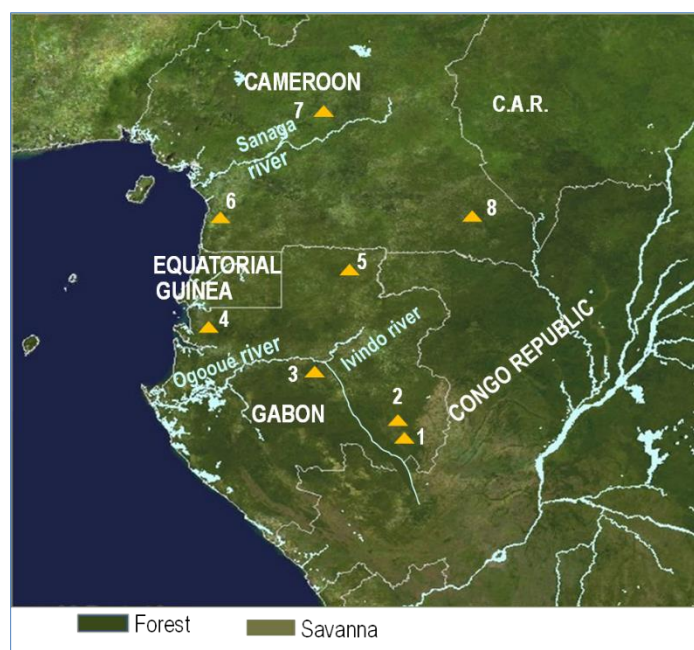 CAMEROON
C.A.R.
7
Sanaga
river
6
8
EQUATORIAL
GUINEA
5
4
Ivindo river
CONGO REPUBLIC
Ogooué river
3
GABON
2
1
Forest
Savanna